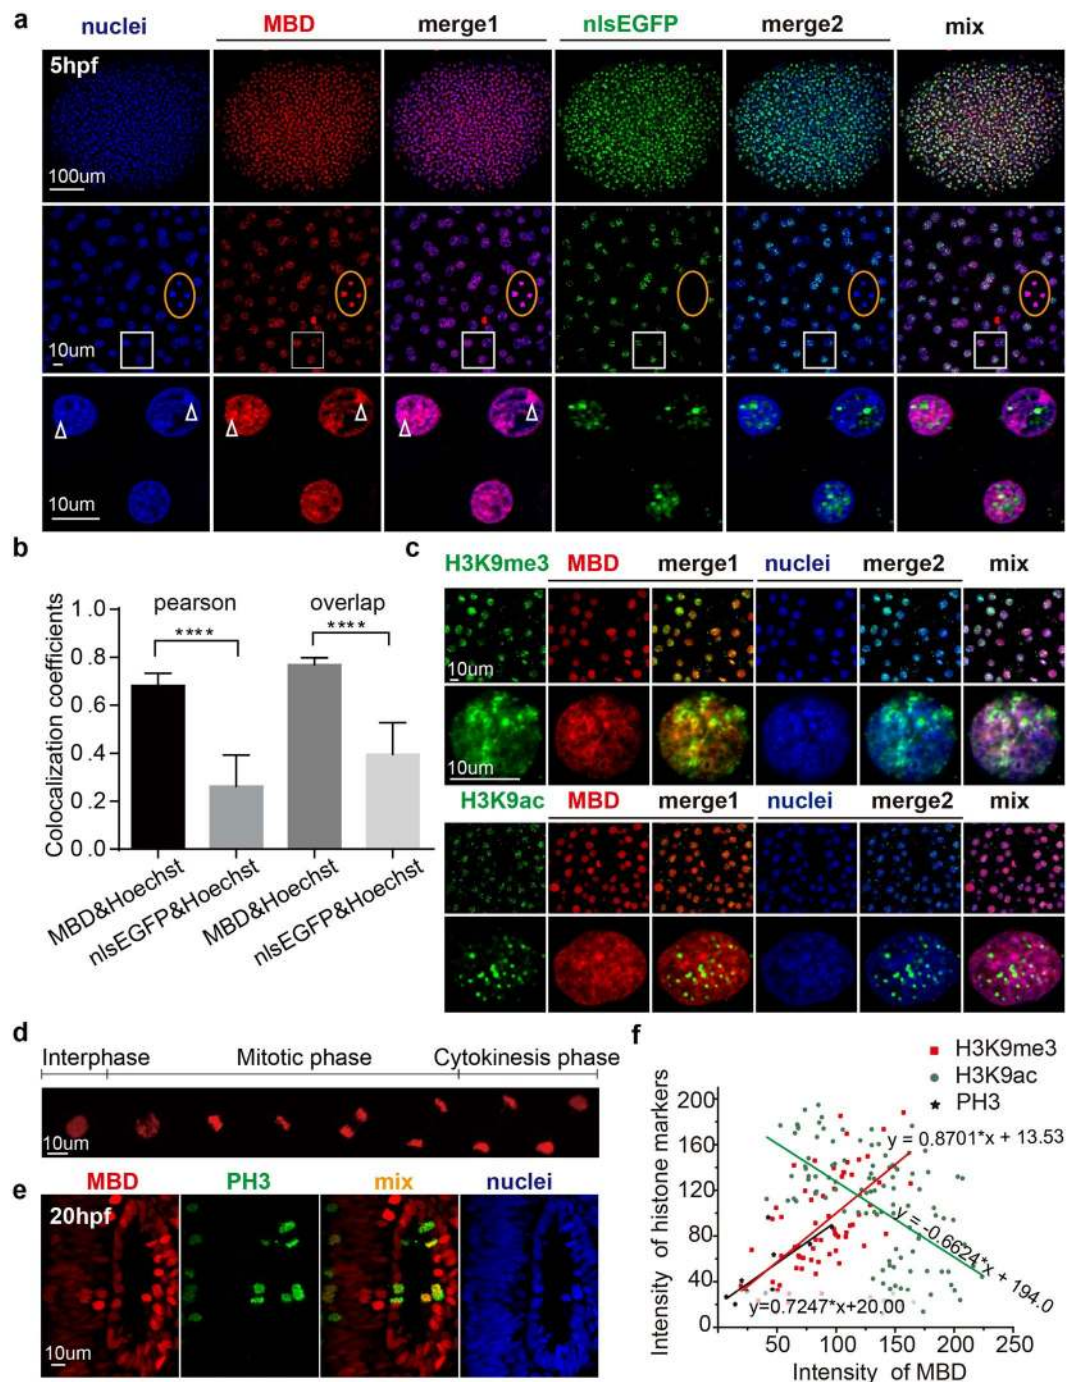 a
nuclei MBD merge1 nlsEGFP merge2 mix
5hpf
100um
10um
10um
b
Colocalization coefficients
pearson overlap
**** ****
1.0
0.8
0.6
0.4
0.2
0.0
MBD&Hoechst
nlsEGFP&Hoechst
MBD&Hoechst
nlsEGFP&Hoechst
c
H3K9me3 MBD merge1 nuclei merge2 mix
10um
10um
H3K9ac MBD merge1 nuclei merge2 mix
d
Interphase Mitotic phase Cytokinesis phase
10um
e
MBD PH3 mix nuclei
20hpf
10um
f
H3K9me3
H3K9ac
PH3
Intensity of histone markers
200
160
120
80
40
0
y = 0.8701*x + 13.53
y = -0.6624*x + 194.0
y=0.7247*x+20.00
50 100 150 200 250
Intensity of MBD